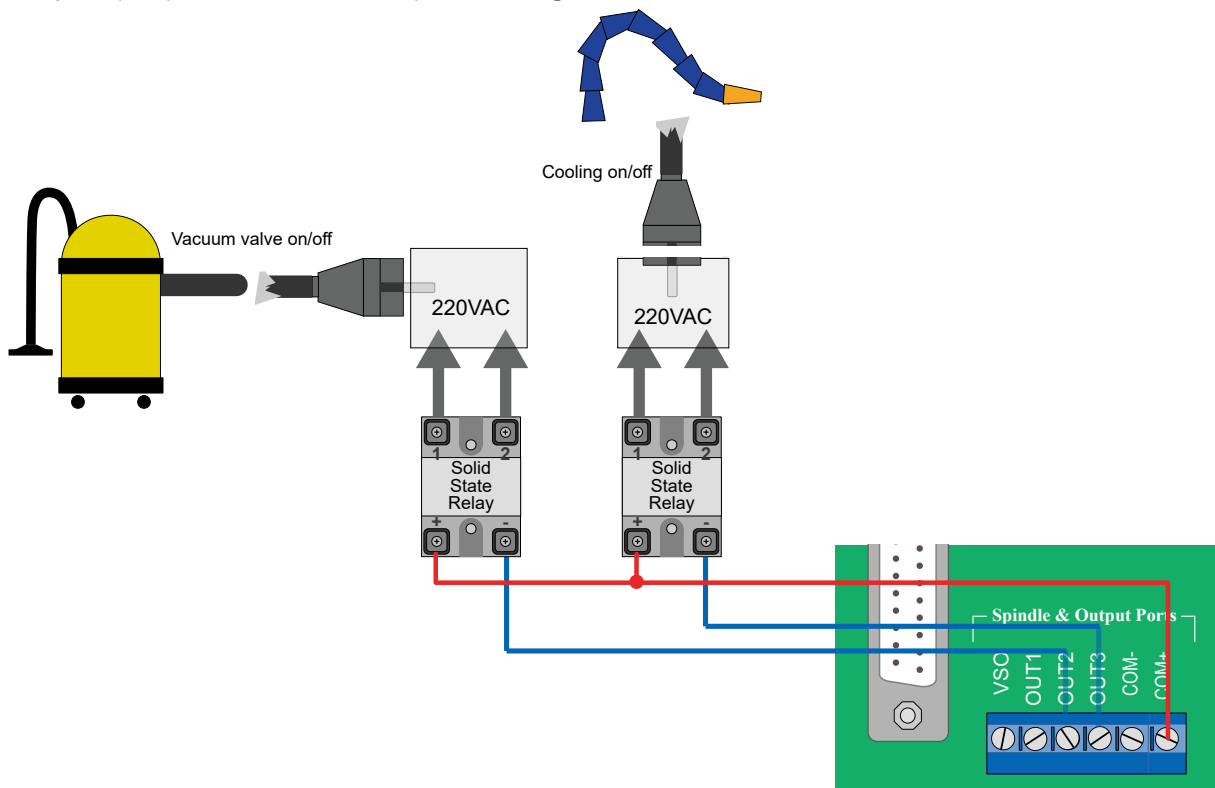 Cooling on/off
Vacuum valve on/off
220VAC
220VAC
1 2
Solid
State
Relay
+ -
1 2
Solid
State
Relay
+ -
Spindle & Output Ports
VSO
OUT1
OUT2
OUT3
COM-
COM+